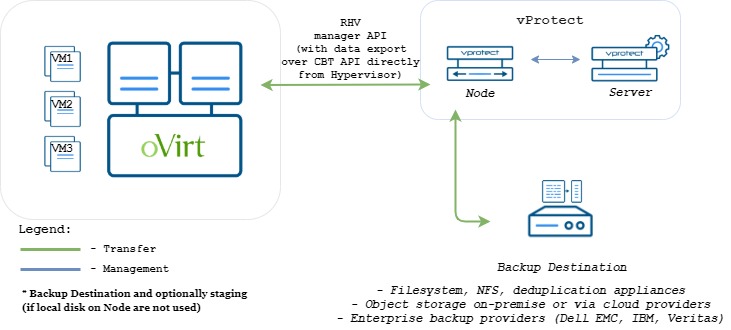 VM1
VM2
VM3
oVirt
RHV
manager API
(with data export
over CBT API directly
from Hypervisor)
vProtect
vprotect
Node
vprotect
Server
Legend:
- Transfer
- Management
* Backup Destination and optionally staging
(if local disk on Node are not used)
Backup Destination
- Filesystem, NFS, deduplication appliances
- Object storage on-premise or via cloud providers
- Enterprise backup providers (Dell EMC, IBM, Veritas)